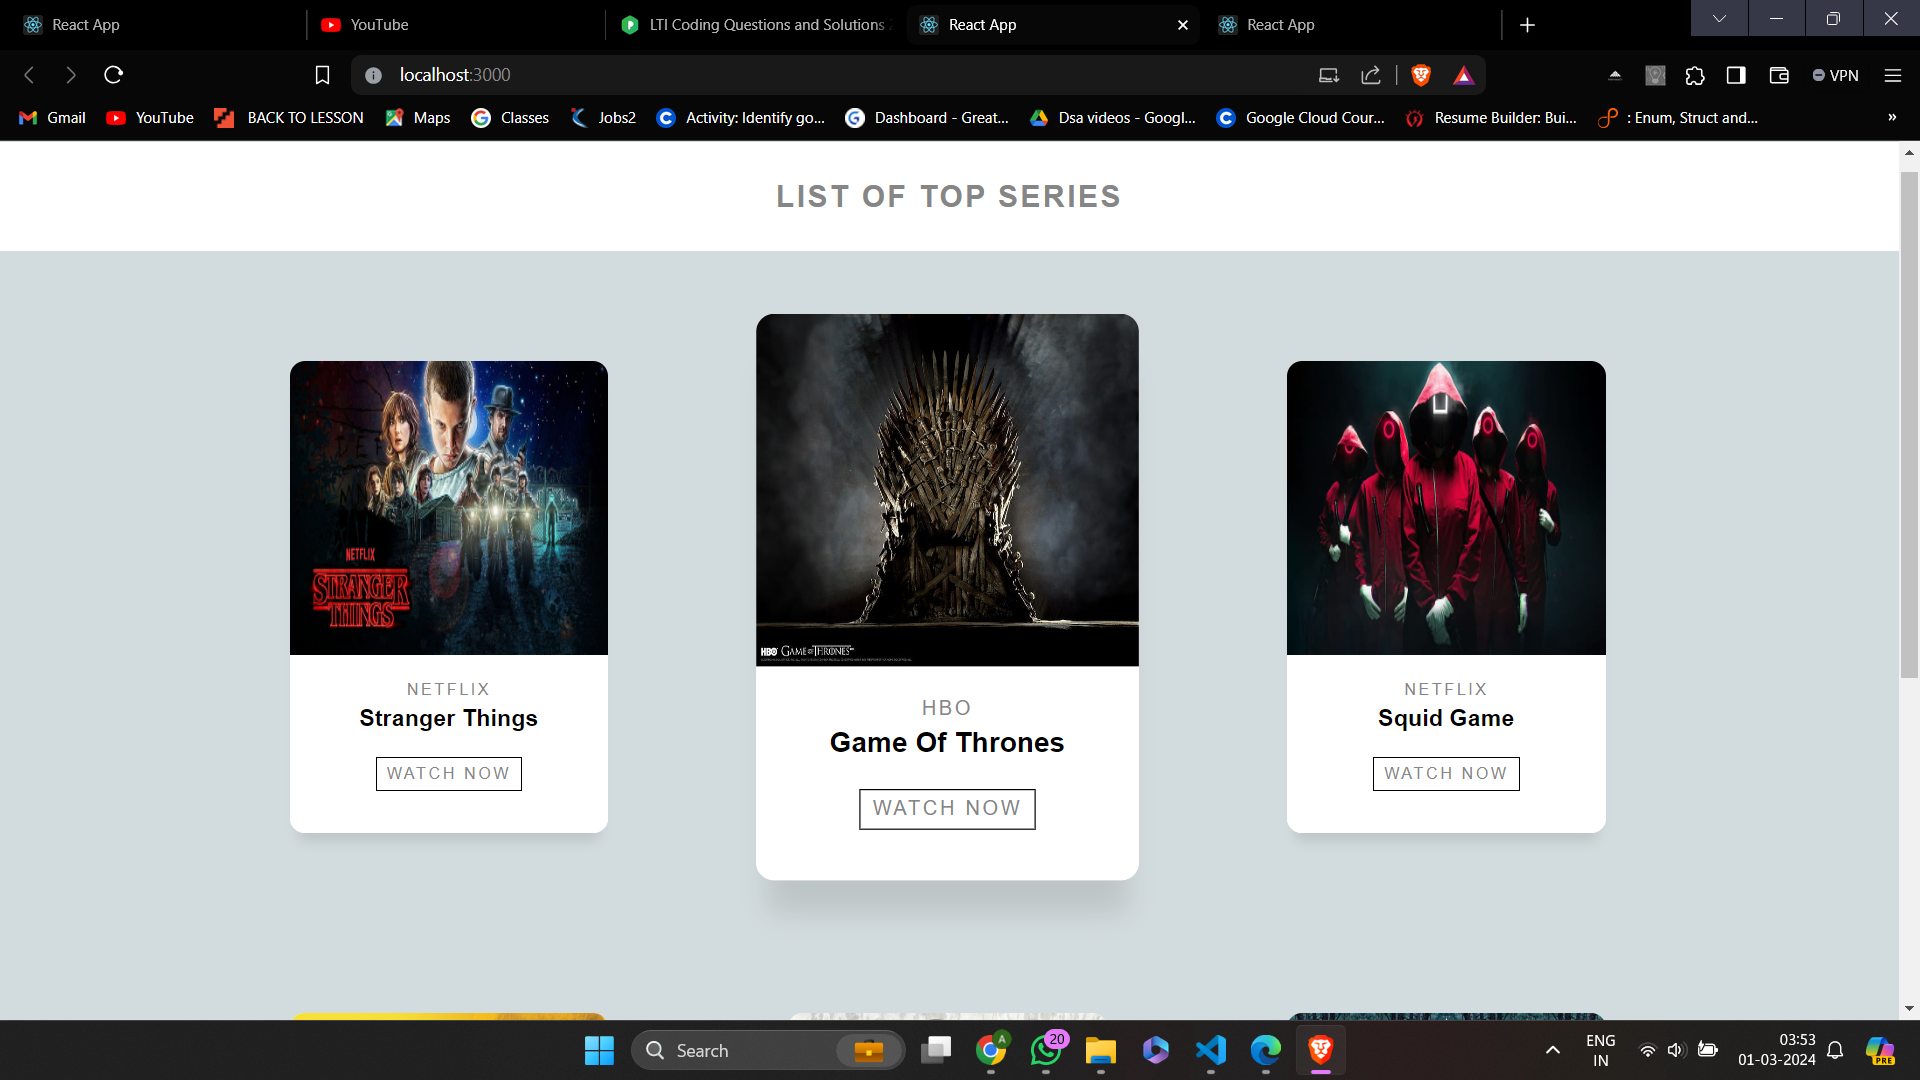 React App
YouTube
LTI Coding Questions and Solutions
React App
React App
localhost:3000
VPN
Gmail
YouTube
BACK TO LESSON
Maps
Classes
Jobs2
Activity: Identify go...
Dashboard - Great...
Dsa videos - Googl...
Google Cloud Cour...
Resume Builder: Bui...
: Enum, Struct and...
LIST OF TOP SERIES
NETFLIX
STRANGER
THINGS
HBO GAME OF THRONES
NETFLIX
Stranger Things
WATCH NOW
HBO
Game Of Thrones
WATCH NOW
NETFLIX
Squid Game
WATCH NOW
Search
A
20
ENG
IN
03:53
01-03-2024
PRE